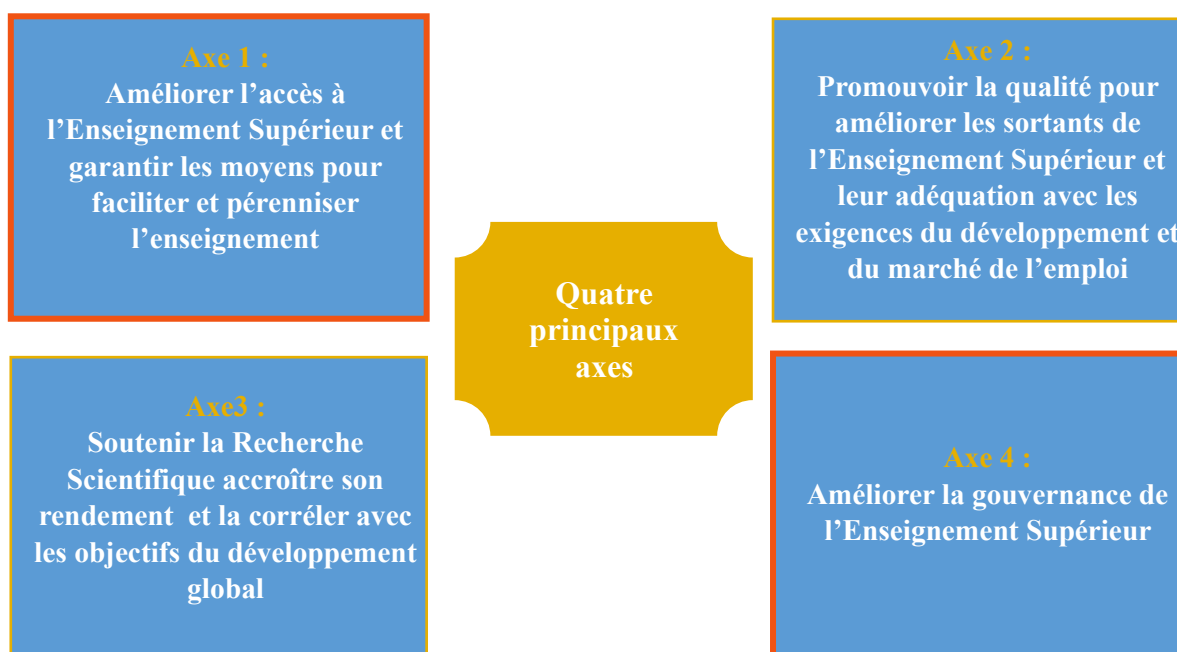 Axe 1 :
Améliorer l’accès à
l’Enseignement Supérieur et
garantir les moyens pour
faciliter et pérenniser
l’enseignement
Axe 2 :
Promouvoir la qualité pour
améliorer les sortants de
l’Enseignement Supérieur et
leur adéquation avec les
exigences du développement et
du marché de l’emploi
Quatre
principaux
axes
Axe3 :
Soutenir la Recherche
Scientifique accroître son
rendement  et la corréler avec
les objectifs du développement
global
Axe 4 :
Améliorer la gouvernance de
l’Enseignement Supérieur